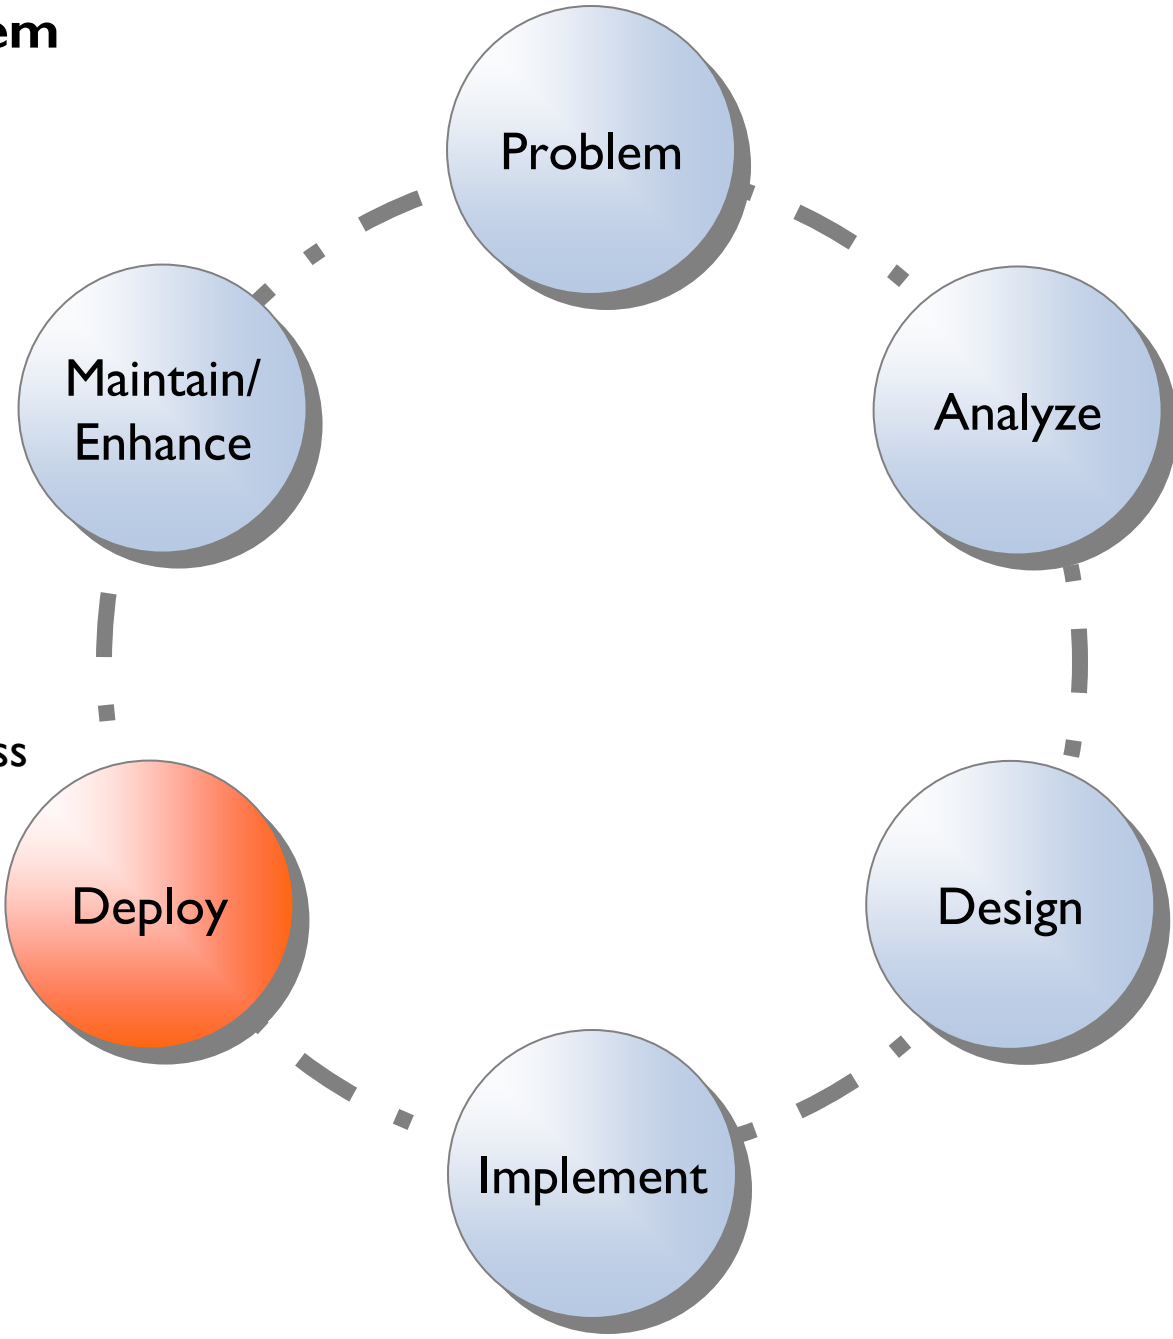 em
Problem
Maintain/
Enhance
Analyze
ss
Deploy
Design
Implement